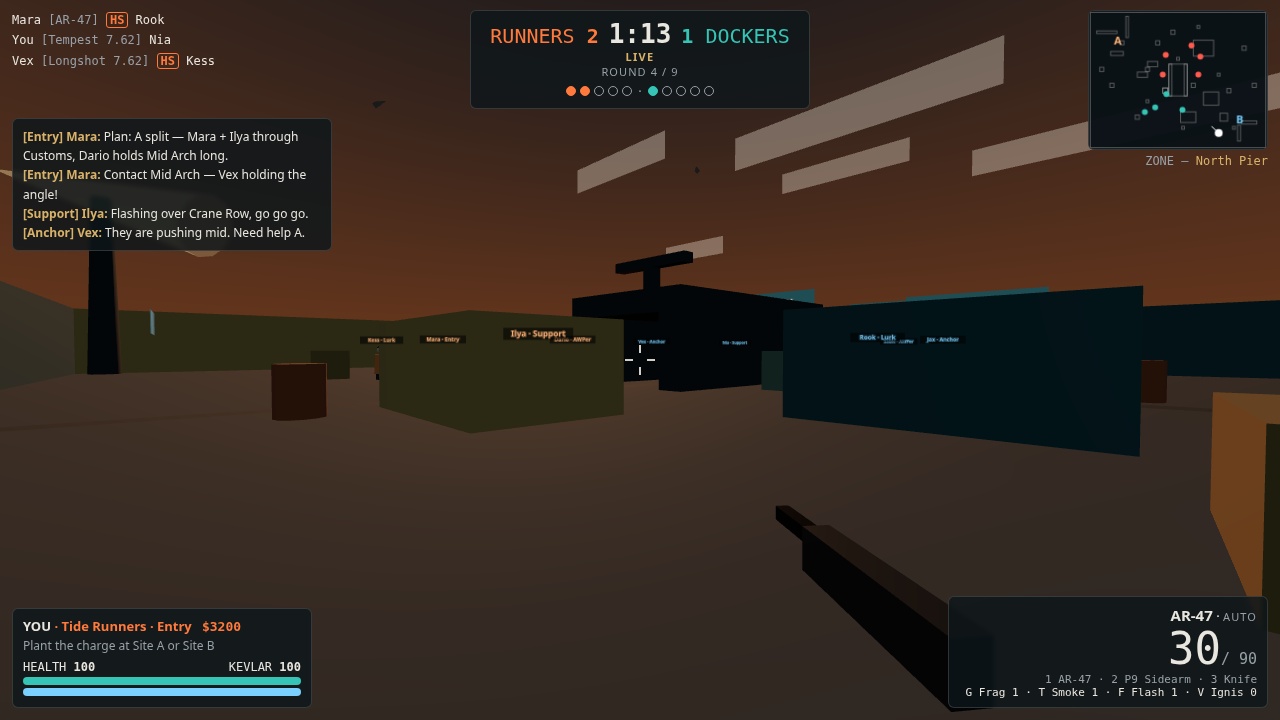 Mara [AR-47] HS Rook
You [Tempest 7.62] Nia
Vex [Longshot 7.62] HS Kess
RUNNERS 2 1:13 1 DOCKERS
LIVE
ROUND 4 / 9
A
B
ZONE — North Pier
[Entry] Mara: Plan: A split — Mara + Ilya through
Customs, Dario holds Mid Arch long.
[Entry] Mara: Contact Mid Arch — Vex holding the
angle!
[Support] Ilya: Flashing over Crane Row, go go go.
[Anchor] Vex: They are pushing mid. Need help A.
Ilya · Support
Mara · Entry
AWPer
Vex · Anchor
Rook · Lurk
Jax · Anchor
YOU · Tide Runners · Entry $3200
Plant the charge at Site A or Site B
HEALTH 100 KEVLAR 100
AR-47 · AUTO
30 / 90
1 AR-47 · 2 P9 Sidearm · 3 Knife
G Frag 1 · T Smoke 1 · F Flash 1 · V Ignis 0